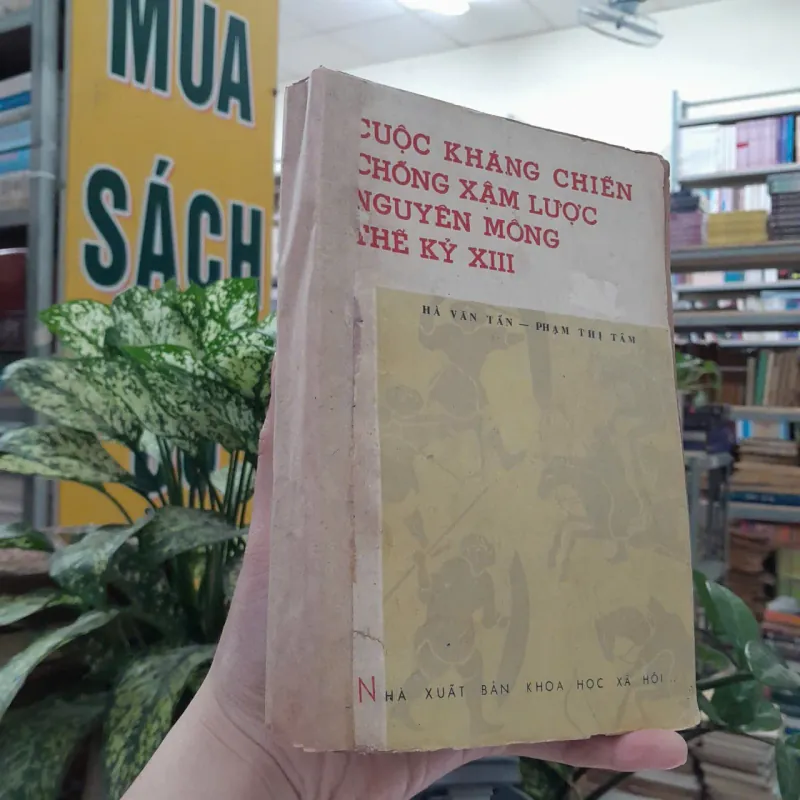 MUA
SÁCH
CUỘC KHÁNG CHIẾN
CHỐNG XÂM LƯỢC
NGUYÊN MÔNG
THẾ KỶ XIII
HÀ VĂN TẤN — PHẠM THỊ TÂM
NHÀ XUẤT BẢN KHOA HỌC XÃ HỘI